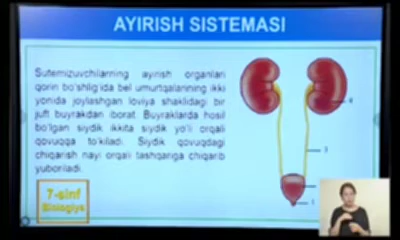 AYIRISH SISTEMASI
Sutemizuvchilarning ayirish organlari
qorin bo'shlig'ida bel umurtqalarining ikki
yonida joylashgan loviya shaklidagi bir
juft buyrakdan iborat. Buyraklarda hosil
bo'lgan siydik ikkita siydik yo'li orqali
qovuqqa to'kiladi. Siydik qovuqdagi
chiqarish nayi orqali tashqariga chiqarib
yuboriladi.
4
3
1
7-sinf
Biologiya